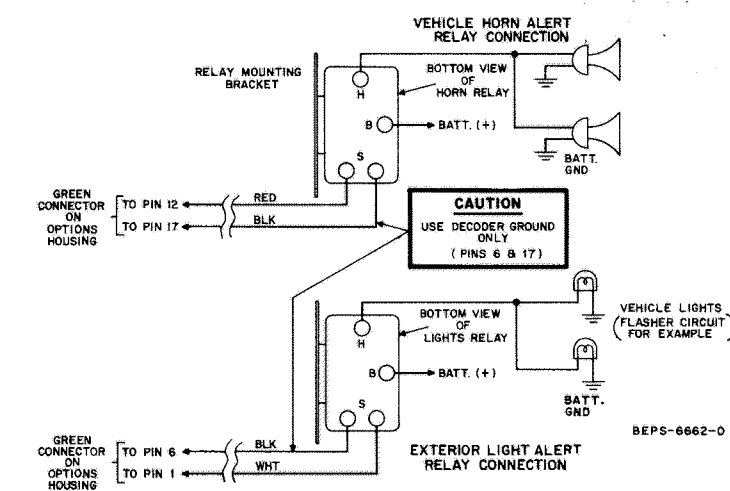 VEHICLE HORN ALERT
RELAY CONNECTION
RELAY MOUNTING
BRACKET
BOTTOM VIEW
OF
HORN RELAY
H
B
BATT. (+)
S
BATT.
GND
GREEN
CONNECTOR
ON
OPTIONS
HOUSING
TO PIN 12
RED
TO PIN 17
BLK
CAUTION
USE DECODER GROUND
ONLY
(PINS 6 & 17)
BOTTOM VIEW
OF
LIGHTS RELAY
H
B
BATT. (+)
S
VEHICLE LIGHTS
(FLASHER CIRCUIT
FOR EXAMPLE)
BATT.
GND
GREEN
CONNECTOR
ON
OPTIONS
HOUSING
TO PIN 6
BLK
TO PIN 1
WHT
EXTERIOR LIGHT ALERT
RELAY CONNECTION
BEPS-6662-O